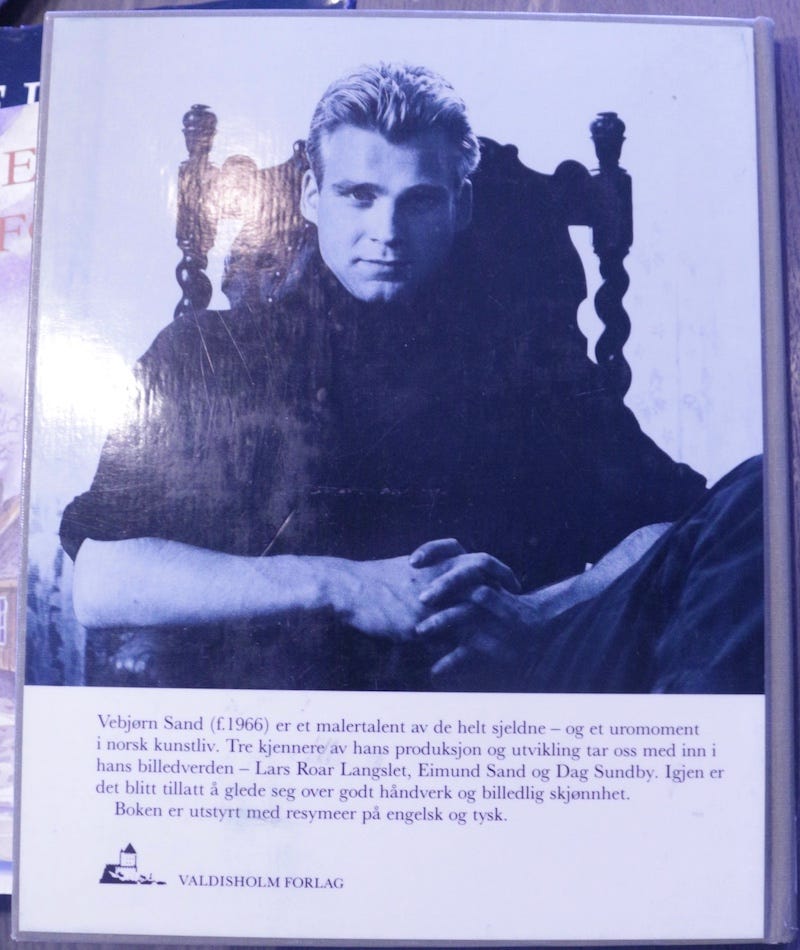 Vebjørn Sand (f.1966) er et malertalent av de helt sjeldne – og et uromoment
i norsk kunstliv. Tre kjennere av hans produksjon og utvikling tar oss med inn i
hans billedverden – Lars Roar Langslet, Eimund Sand og Dag Sundby. Igjen er
det blitt tillatt å glede seg over godt håndverk og billedlig skjønnhet.
Boken er utstyrt med resymeer på engelsk og tysk.
VALDISHOLM FORLAG